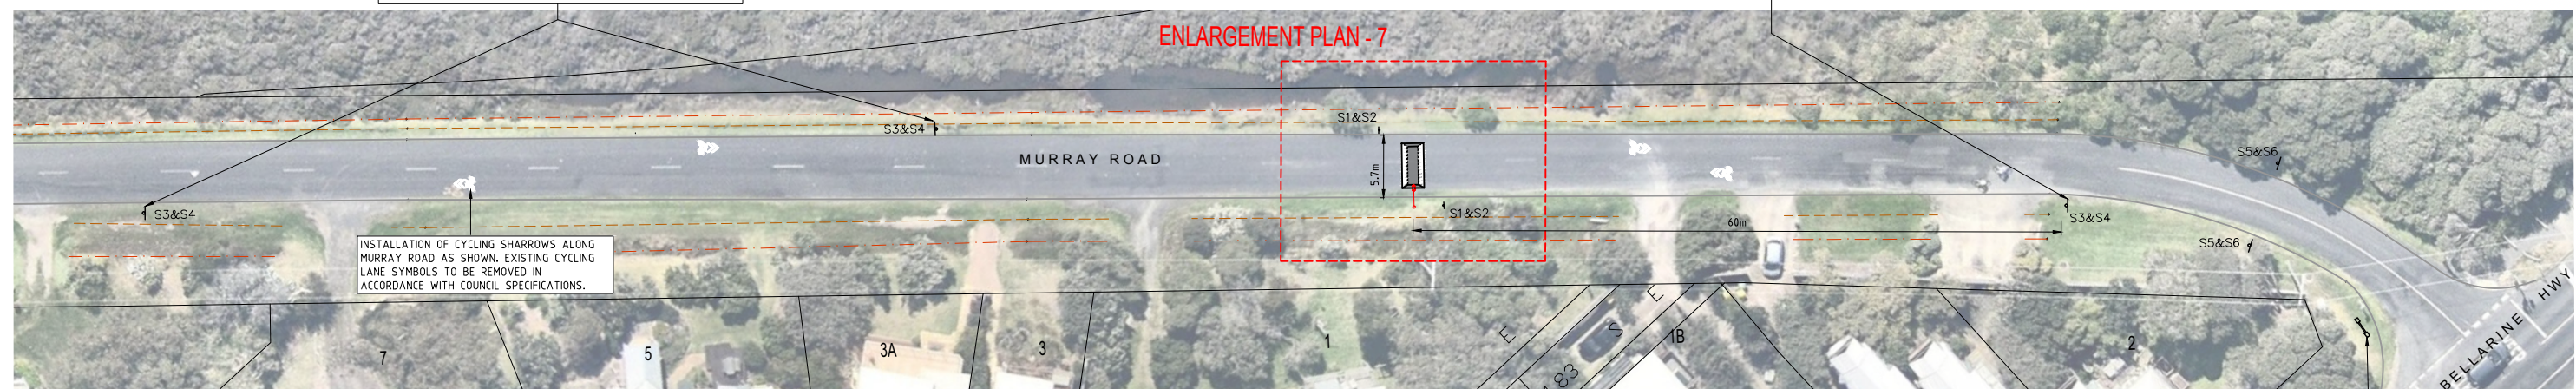 ENLARGEMENT PLAN - 7
S1&S2
S3&S4
MURRAY ROAD
5.7m
S5&S6
S3&S4
S1&S2
60m
S3&S4
S5&S6
INSTALLATION OF CYCLING SHARROWS ALONG
MURRAY ROAD AS SHOWN. EXISTING CYCLING
LANE SYMBOLS TO BE REMOVED IN
ACCORDANCE WITH COUNCIL SPECIFICATIONS.
E
E
S
7
5
3A
3
1
1B
2
183
BELLARINE HWY